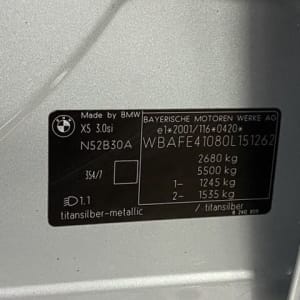 Made by BMW
X5 3.0si
N52B30A
354/7
1.1
titansilber-metallic
BAYERISCHE MOTOREN WERKE AG
e1*2001/116*0420*
WBAFE41080L151262
2680 kg
5500 kg
1- 1245 kg
2- 1535 kg
/ titansilber